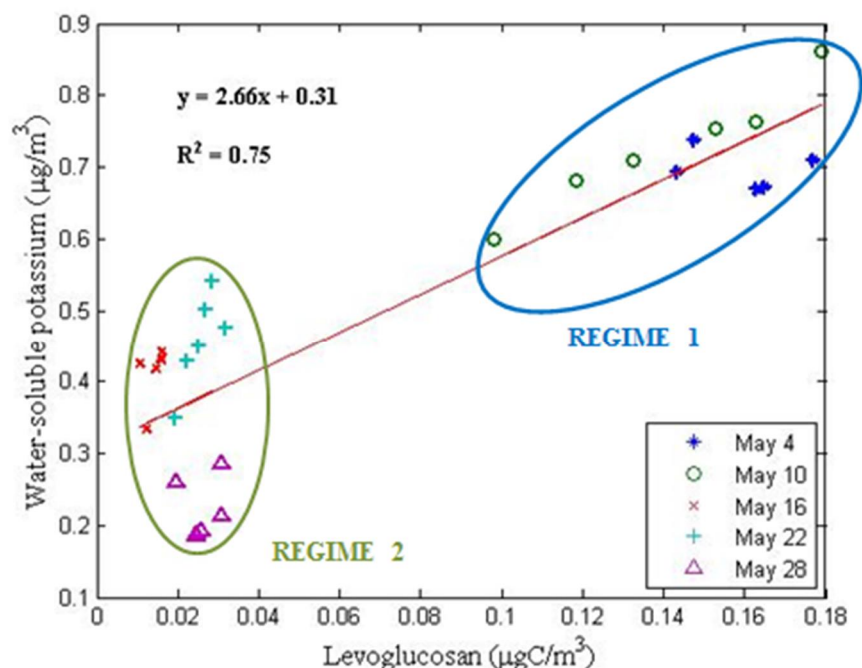 0.9
0.8
0.7
0.6
0.5
0.4
0.3
0.2
0.1
Water-soluble potassium (μg/m³)
y = 2.66x + 0.31
R² = 0.75
REGIME 1
REGIME 2
May 4
May 10
May 16
May 22
May 28
0 0.02 0.04 0.06 0.08 0.1 0.12 0.14 0.16 0.18
Levoglucosan (μgC/m³)